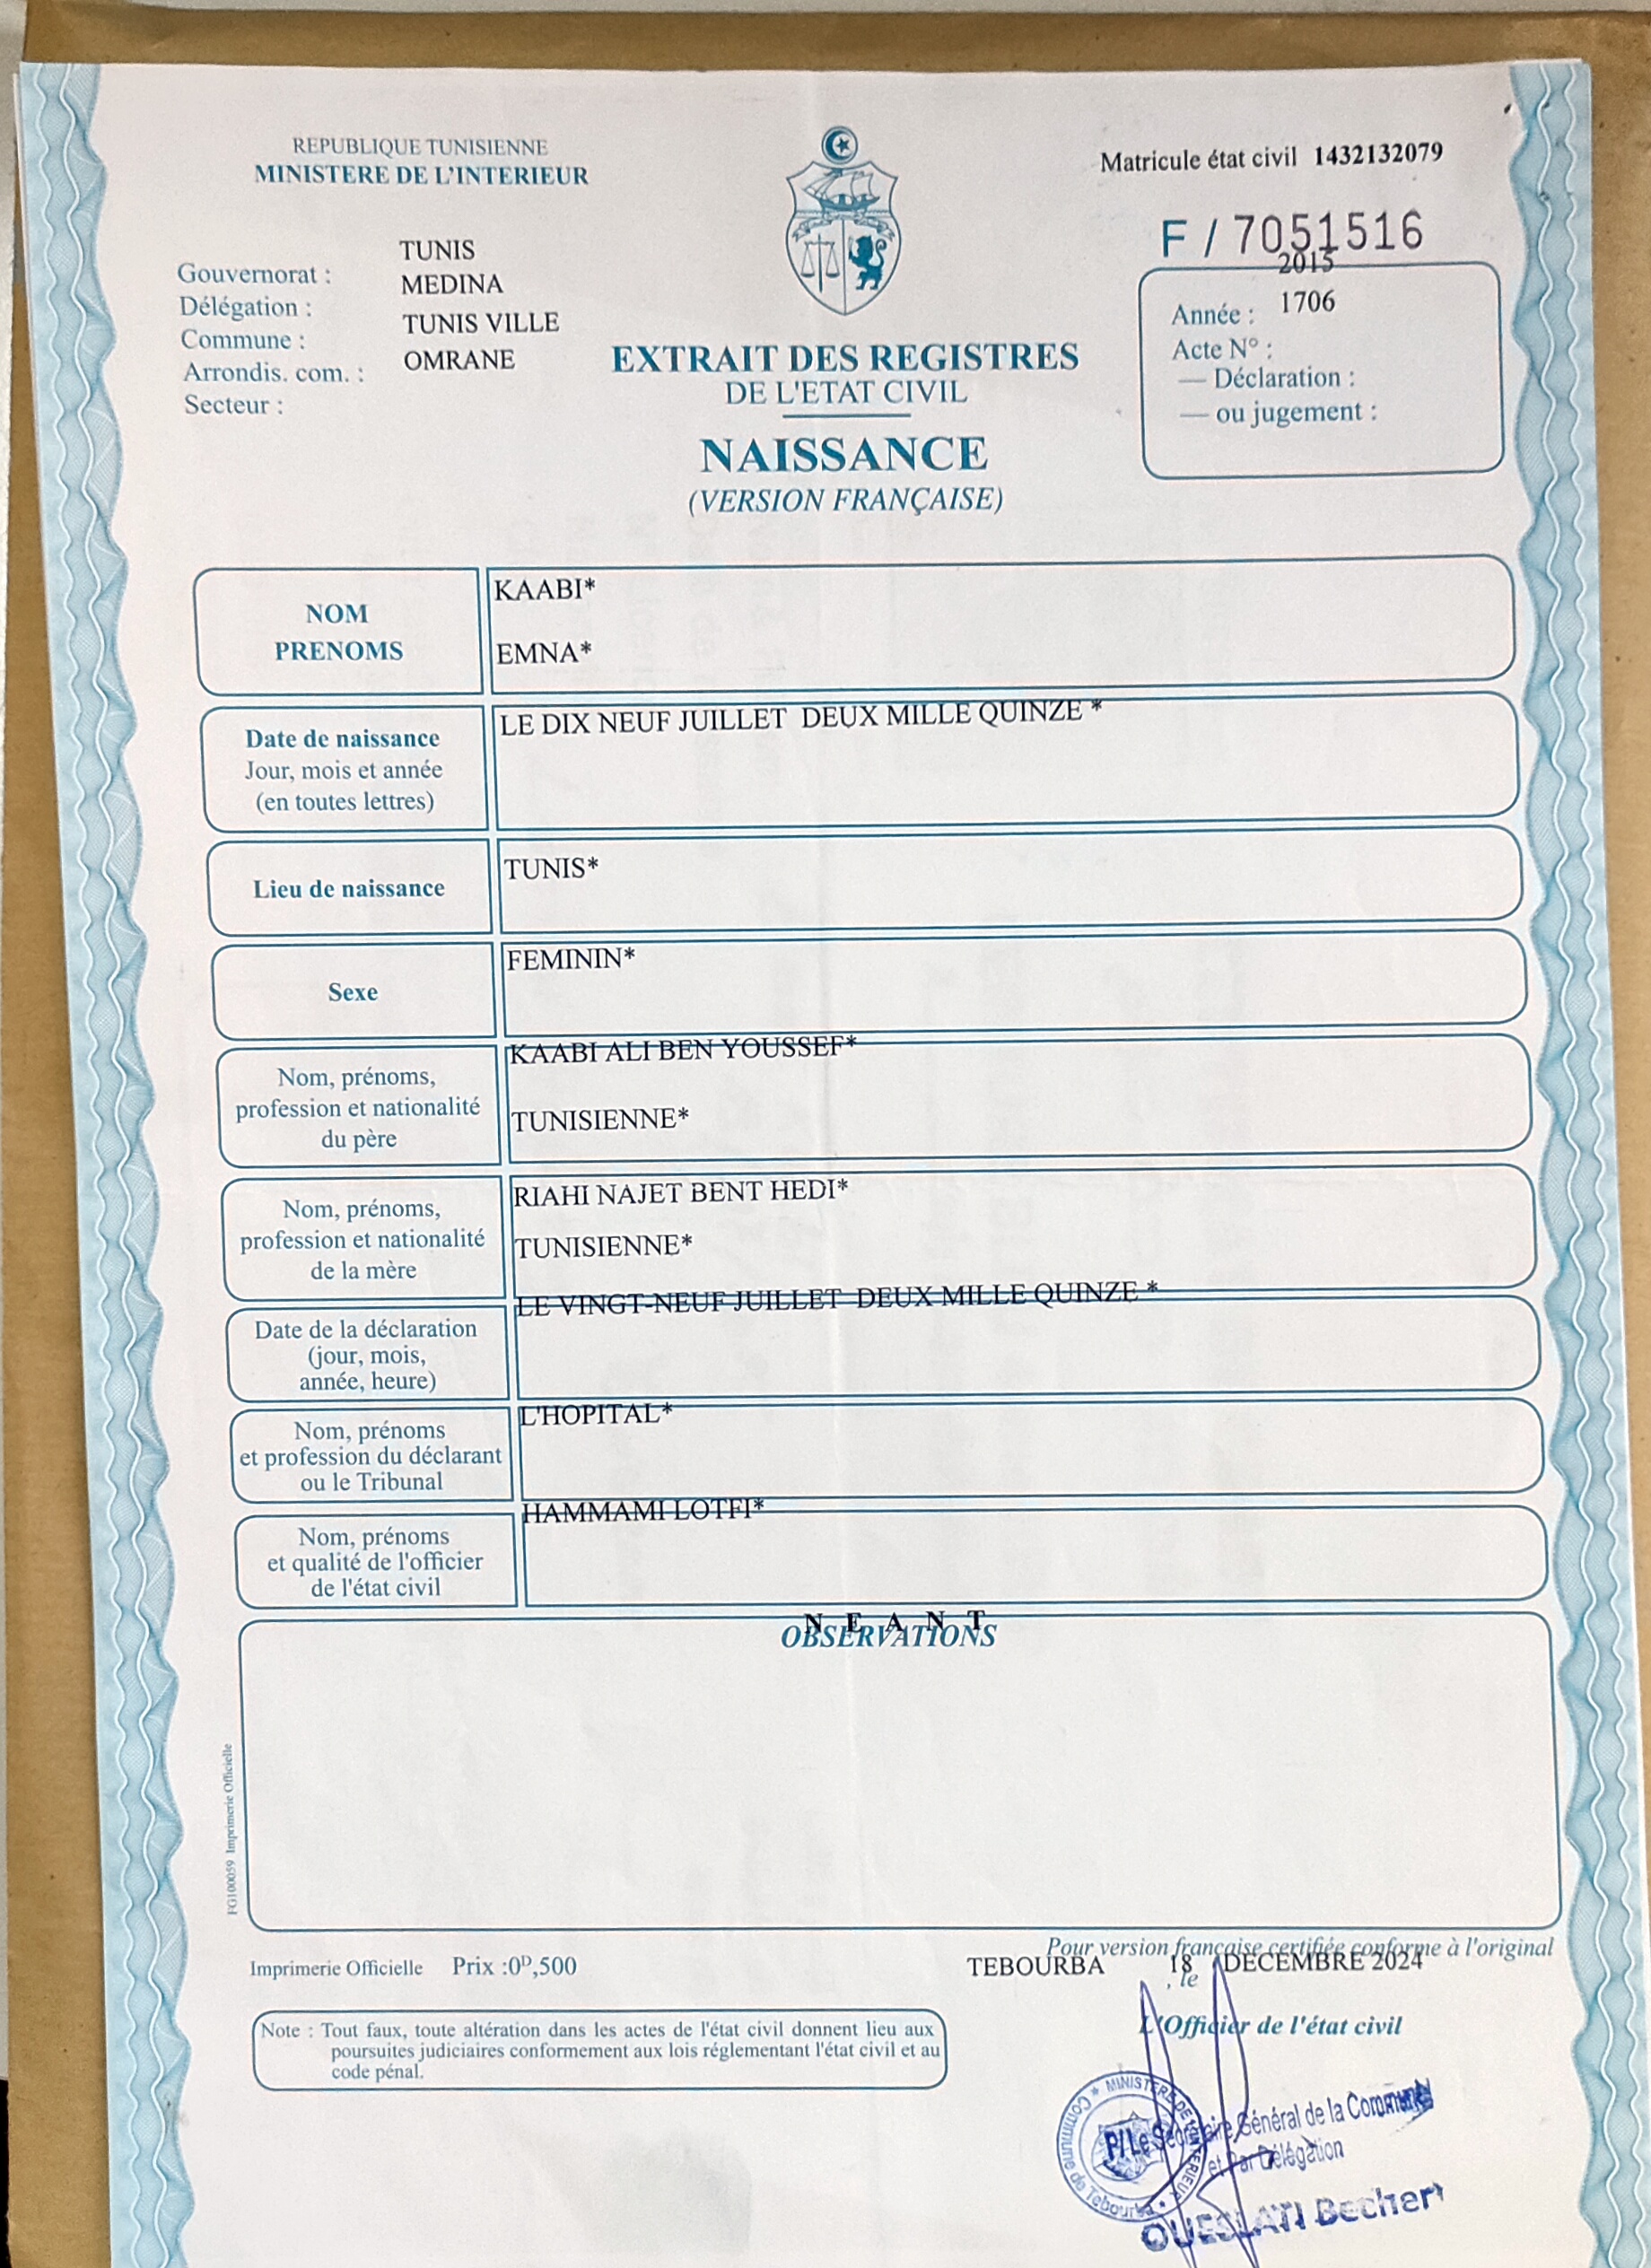 REPUBLIQUE TUNISIENNE
MINISTERE DE L'INTERIEUR
Matricule état civil 1432132079
F / 7051516
Gouvernorat : TUNIS
Délégation : MEDINA
Commune : TUNIS VILLE
Arrondis. com. : OMRANE
Secteur :
2015
Année : 1706
Acte N° :
— Déclaration :
— ou jugement :
EXTRAIT DES REGISTRES
DE L'ETAT CIVIL
NAISSANCE
(VERSION FRANÇAISE)
NOM
PRENOMS
KAABI*
EMNA*
Date de naissance
Jour, mois et année
(en toutes lettres)
LE DIX NEUF JUILLET DEUX MILLE QUINZE *
Lieu de naissance
TUNIS*
Sexe
FEMININ*
Nom, prénoms,
profession et nationalité
du père
KAABI ALI BEN YOUSSEF*
TUNISIENNE*
Nom, prénoms,
profession et nationalité
de la mère
RIAHI NAJET BENT HEDI*
TUNISIENNE*
Date de la déclaration
(jour, mois,
année, heure)
LE VINGT-NEUF JUILLET DEUX MILLE QUINZE *
Nom, prénoms
et profession du déclarant
ou le Tribunal
L'HOPITAL*
Nom, prénoms
et qualité de l'officier
de l'état civil
HAMMAMI LOTFI*
N E A N T
OBSERVATIONS
FG100059 Imprimerie Officielle
Imprimerie Officielle Prix :0ᴰ,500
Pour version française certifiée conforme à l'original
TEBOURBA , le 18 DECEMBRE 2024
L'Officier de l'état civil
Note : Tout faux, toute altération dans les actes de l'état civil donnent lieu aux
poursuites judiciaires conformement aux lois réglementant l'état civil et au
code pénal.
MINISTERE DE L'INTERIEUR * Commune de Tebourba *
P/Le Secrétaire Général de la Commune
et Par Délégation
OUESLATI Becher